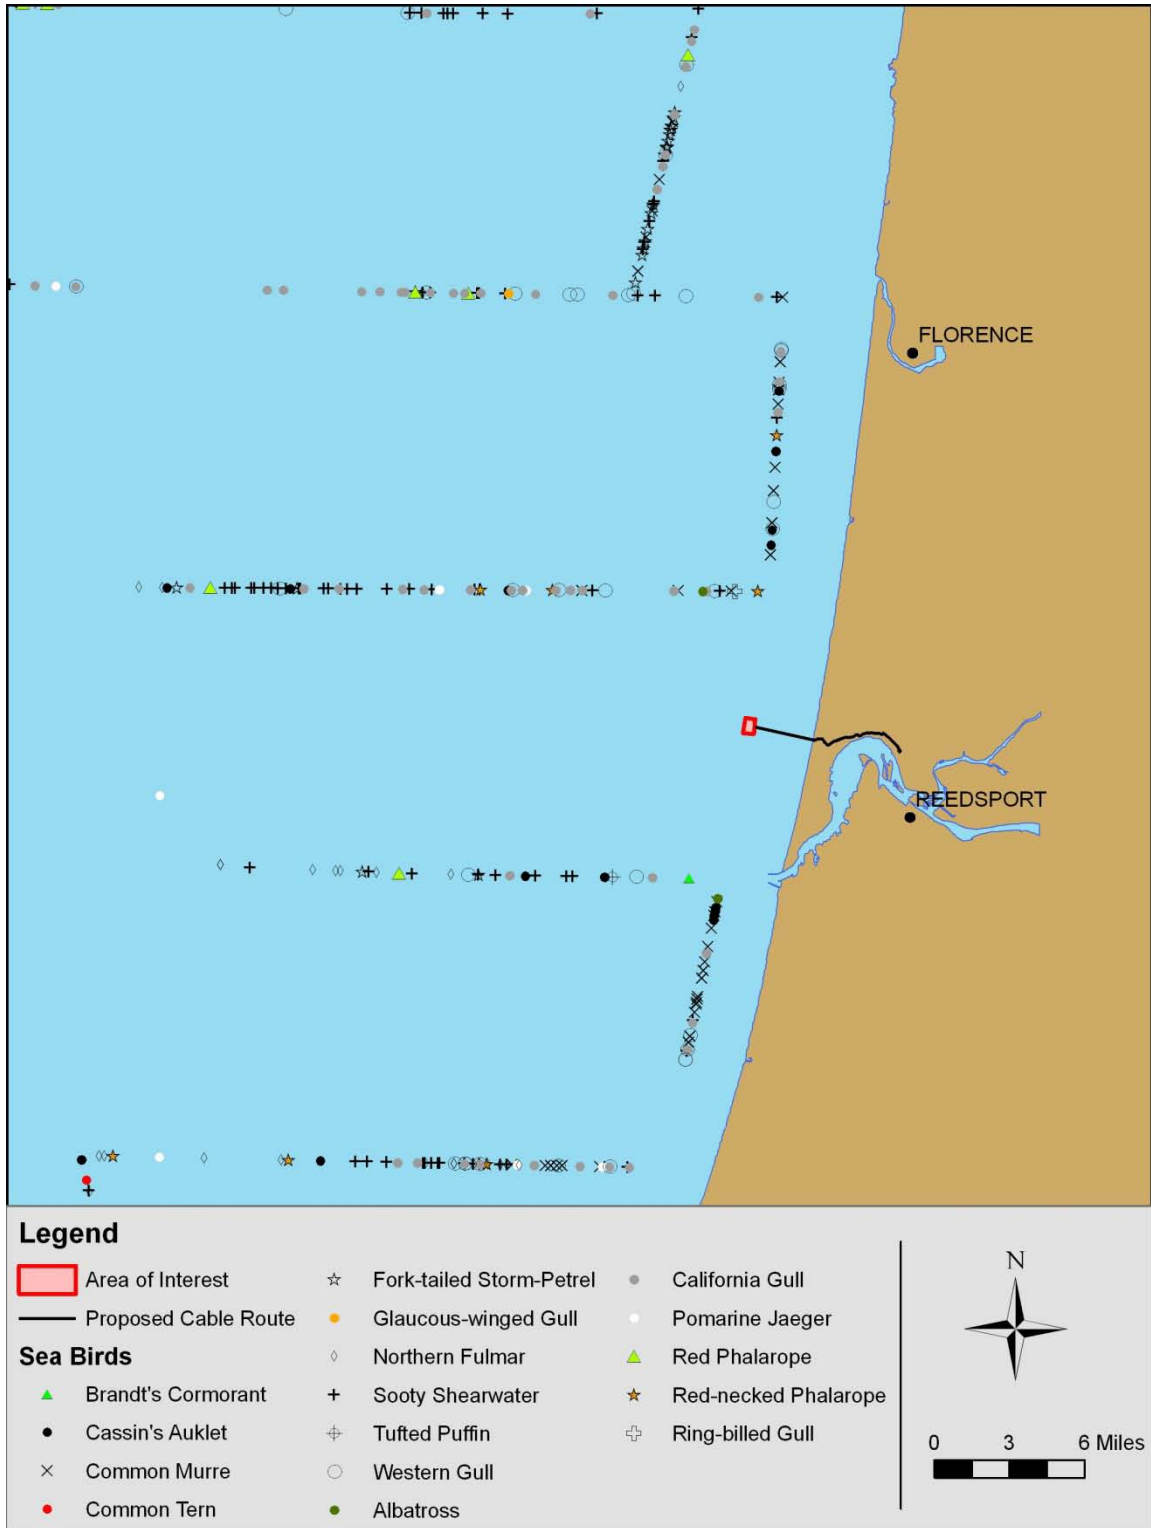 FLORENCE
REEDSPORT
Legend
Area of Interest
Proposed Cable Route
Sea Birds
Brandt's Cormorant
Cassin's Auklet
Common Murre
Common Tern
Fork-tailed Storm-Petrel
Glaucous-winged Gull
Northern Fulmar
Sooty Shearwater
Tufted Puffin
Western Gull
Albatross
California Gull
Pomarine Jaeger
Red Phalarope
Red-necked Phalarope
Ring-billed Gull
N
0 3 6 Miles